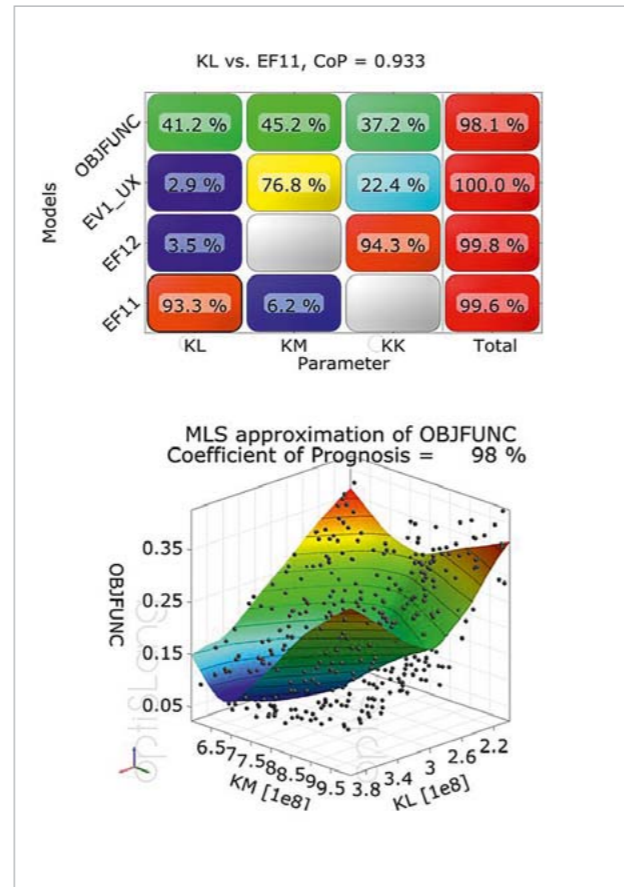 KL vs. EF11, CoP = 0.933
Models
OBJFUNC 41.2 % 45.2 % 37.2 % 98.1 %
EV1_UX 2.9 % 76.8 % 22.4 % 100.0 %
EF12 3.5 % 94.3 % 99.8 %
EF11 93.3 % 6.2 % 99.6 %
KL KM KK Total
Parameter
MLS approximation of OBJFUNC
Coefficient of Prognosis = 98 %
OBJFUNC
0.35
0.25
0.15
0.05
6.5 7 7.5 8 8.5 9 9.5
KM [1e8]
3.8 3.4 3 2.6 2.2
KL [1e8]
optiSLang